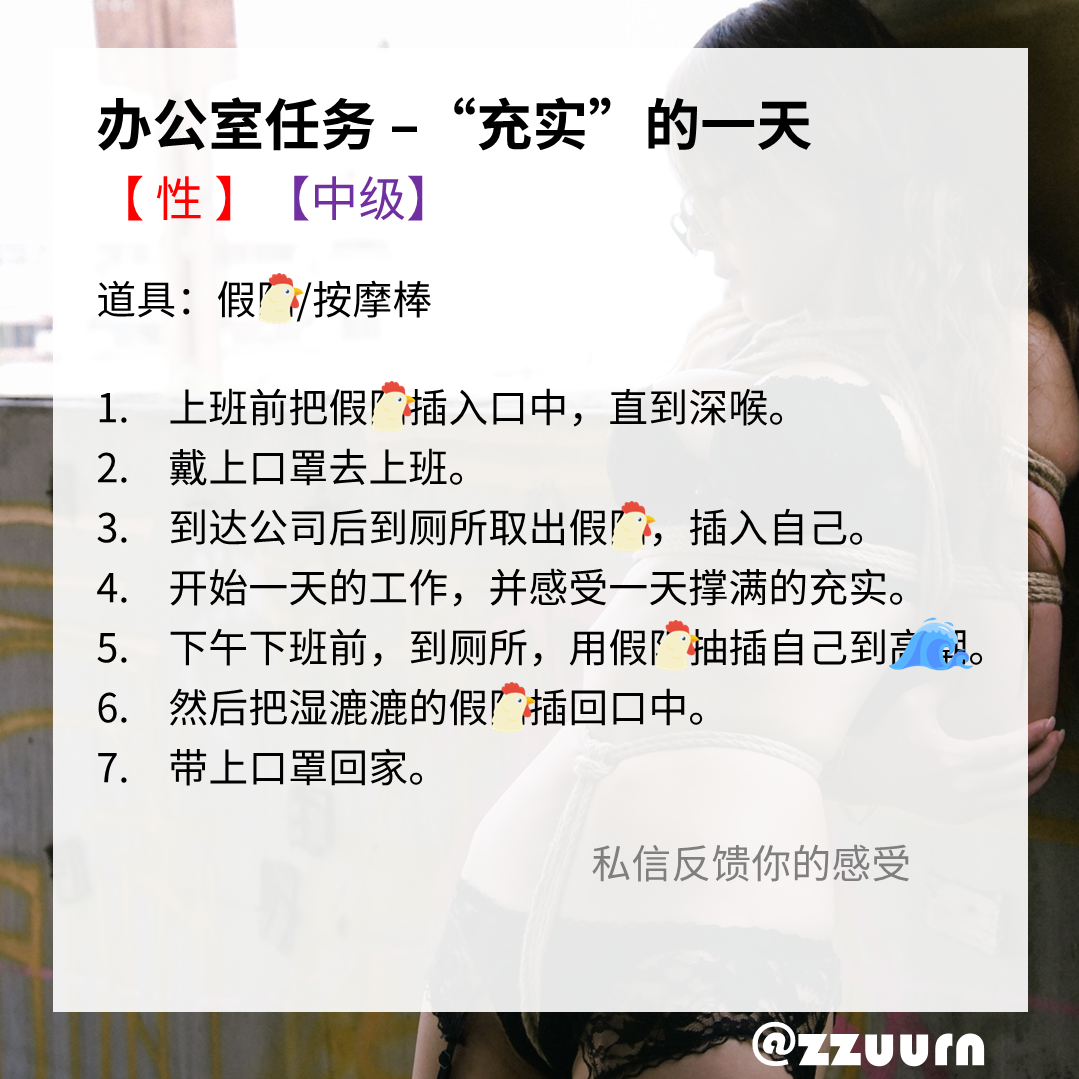 办公室任务 – “充实”的一天
【性】【中级】
道具：假/按摩棒
1. 上班前把假插入口中，直到深喉。
2. 戴上口罩去上班。
3. 到达公司后到厕所取出假，插入自己。
4. 开始一天的工作，并感受一天撑满的充实。
5. 下午下班前，到厕所，用假抽插自己到高。
6. 然后把湿漉漉的假插回口中。
7. 带上口罩回家。
私信反馈你的感受
@zzuurn